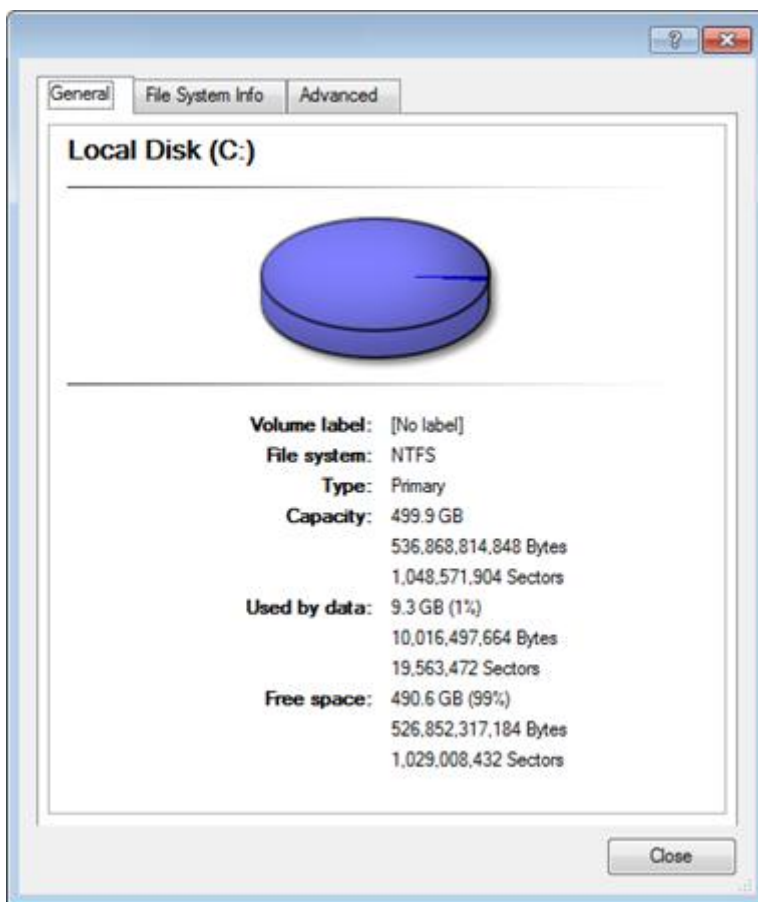 General File System Info Advanced
Local Disk (C:)
Volume label: [No label]
File system: NTFS
Type: Primary
Capacity: 499.9 GB
536,868,814,848 Bytes
1,048,571,904 Sectors
Used by data: 9.3 GB (1%)
10,016,497,664 Bytes
19,563,472 Sectors
Free space: 490.6 GB (99%)
526,852,317,184 Bytes
1,029,008,432 Sectors
Close